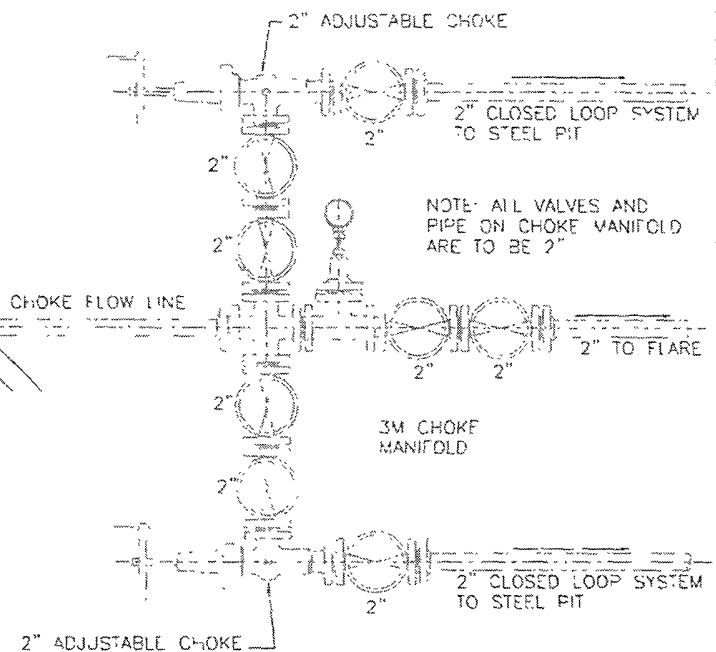 2" ADJUSTABLE CHOKE
2"
2" CLOSED LOOP SYSTEM
TO STEEL PIT
2"
2"
NOTE: ALL VALVES AND
PIPE ON CHOKE MANIFOLD
ARE TO BE 2"
CHOKE FLOW LINE
2"
2"
2" TO FLARE
2"
3M CHOKE
MANIFOLD
2"
2"
2" CLOSED LOOP SYSTEM
TO STEEL PIT
2" ADJUSTABLE CHOKE